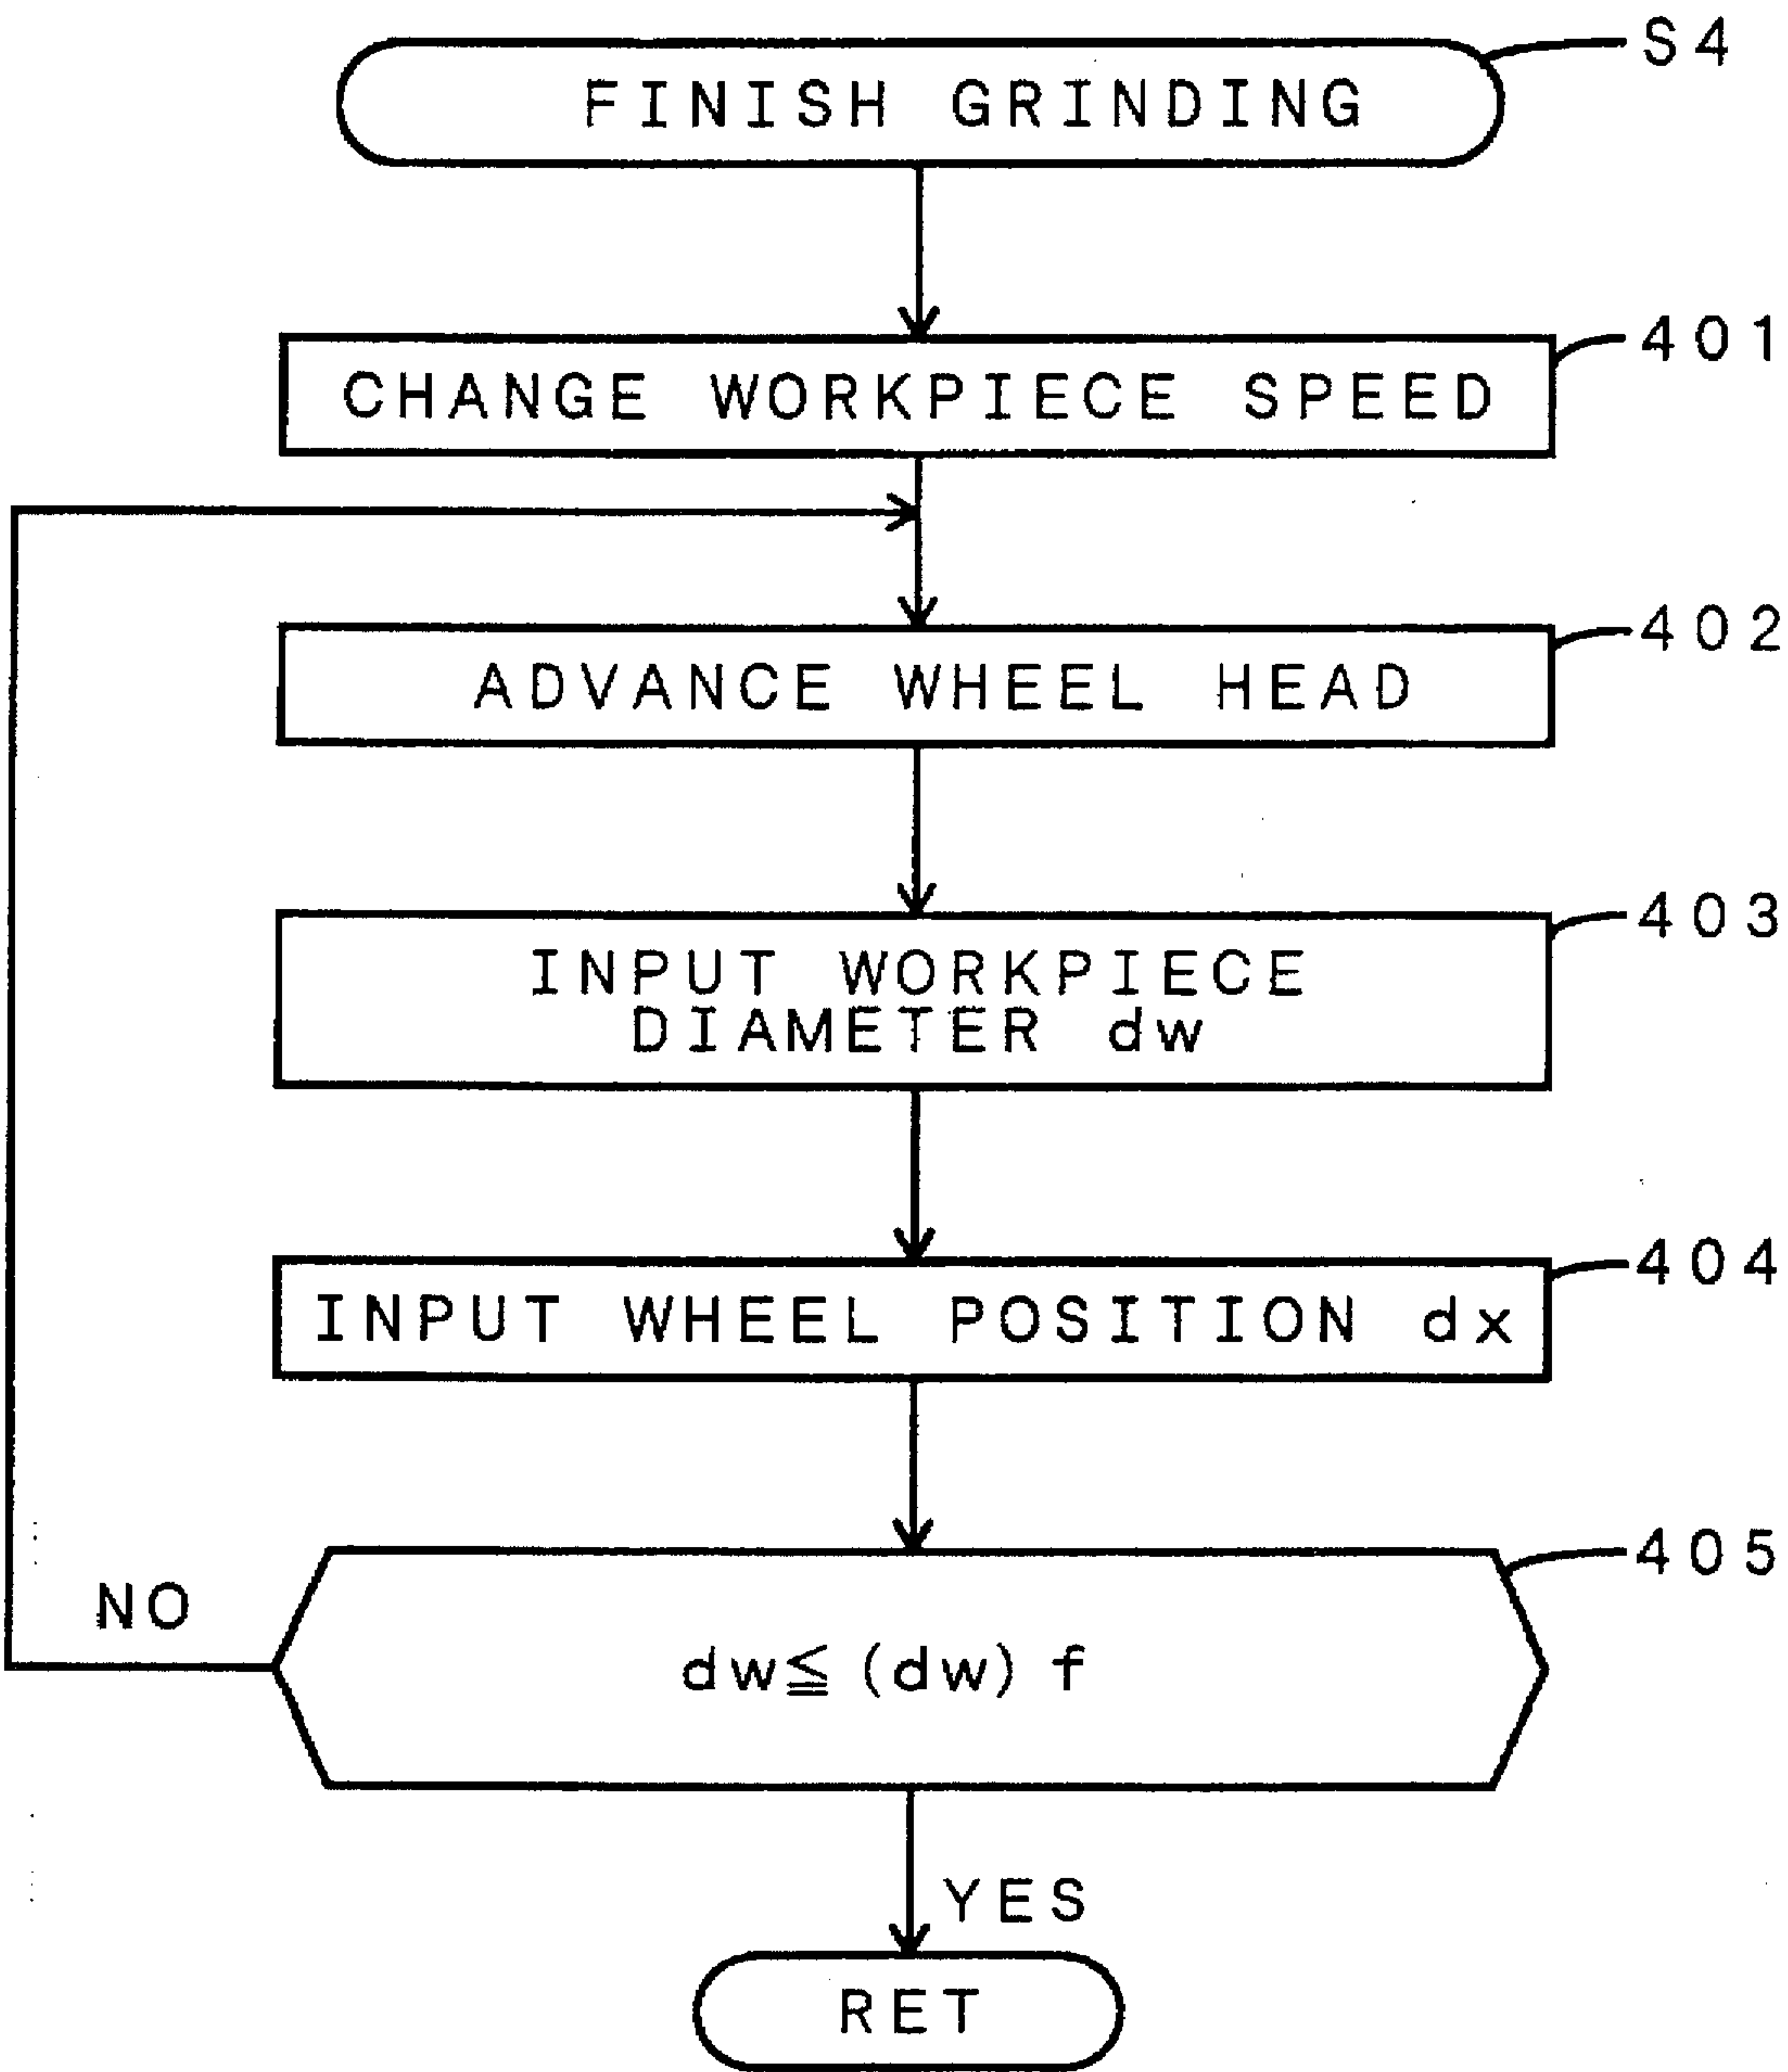 S4
FINISH GRINDING
401
CHANGE WORKPIECE SPEED
402
ADVANCE WHEEL HEAD
403
INPUT WORKPIECE
DIAMETER dw
404
INPUT WHEEL POSITION dx
405
NO
dw≦(dw) f
YES
RET